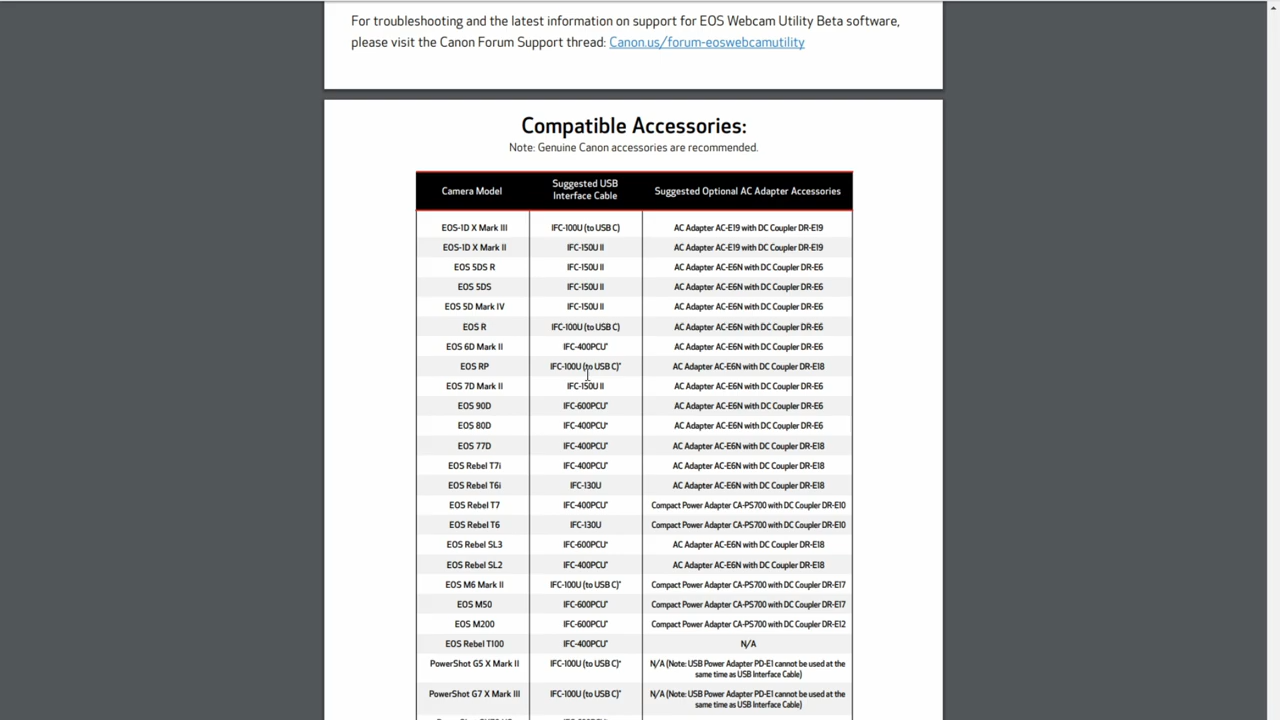 For troubleshooting and the latest information on support for EOS Webcam Utility Beta software,
please visit the Canon Forum Support thread: Canon.us/forum-eoswebcamutility
Compatible Accessories:
Note: Genuine Canon accessories are recommended.
Camera Model
Suggested USB
Interface Cable
Suggested Optional AC Adapter Accessories
EOS-1D X Mark III IFC-100U (to USB C) AC Adapter AC-E19 with DC Coupler DR-E19
EOS-1D X Mark II IFC-150U II AC Adapter AC-E19 with DC Coupler DR-E19
EOS 5DS R IFC-150U II AC Adapter AC-E6N with DC Coupler DR-E6
EOS 5DS IFC-150U II AC Adapter AC-E6N with DC Coupler DR-E6
EOS 5D Mark IV IFC-150U II AC Adapter AC-E6N with DC Coupler DR-E6
EOS R IFC-100U (to USB C) AC Adapter AC-E6N with DC Coupler DR-E6
EOS 6D Mark II IFC-400PCU* AC Adapter AC-E6N with DC Coupler DR-E6
EOS RP IFC-100U (to USB C)* AC Adapter AC-E6N with DC Coupler DR-E18
EOS 7D Mark II IFC-150U II AC Adapter AC-E6N with DC Coupler DR-E6
EOS 90D IFC-600PCU* AC Adapter AC-E6N with DC Coupler DR-E6
EOS 80D IFC-400PCU* AC Adapter AC-E6N with DC Coupler DR-E6
EOS 77D IFC-400PCU* AC Adapter AC-E6N with DC Coupler DR-E18
EOS Rebel T7i IFC-400PCU* AC Adapter AC-E6N with DC Coupler DR-E18
EOS Rebel T6i IFC-130U AC Adapter AC-E6N with DC Coupler DR-E18
EOS Rebel T7 IFC-400PCU* Compact Power Adapter CA-PS700 with DC Coupler DR-E10
EOS Rebel T6 IFC-130U Compact Power Adapter CA-PS700 with DC Coupler DR-E10
EOS Rebel SL3 IFC-600PCU* AC Adapter AC-E6N with DC Coupler DR-E18
EOS Rebel SL2 IFC-400PCU* AC Adapter AC-E6N with DC Coupler DR-E18
EOS M6 Mark II IFC-100U (to USB C)* Compact Power Adapter CA-PS700 with DC Coupler DR-E17
EOS M50 IFC-600PCU* Compact Power Adapter CA-PS700 with DC Coupler DR-E17
EOS M200 IFC-600PCU* Compact Power Adapter CA-PS700 with DC Coupler DR-E12
EOS Rebel T100 IFC-400PCU* N/A
PowerShot G5 X Mark II IFC-100U (to USB C)* N/A (Note: USB Power Adapter PD-E1 cannot be used at the
same time as USB Interface Cable)
PowerShot G7 X Mark III IFC-100U (to USB C)* N/A (Note: USB Power Adapter PD-E1 cannot be used at the
same time as USB Interface Cable)